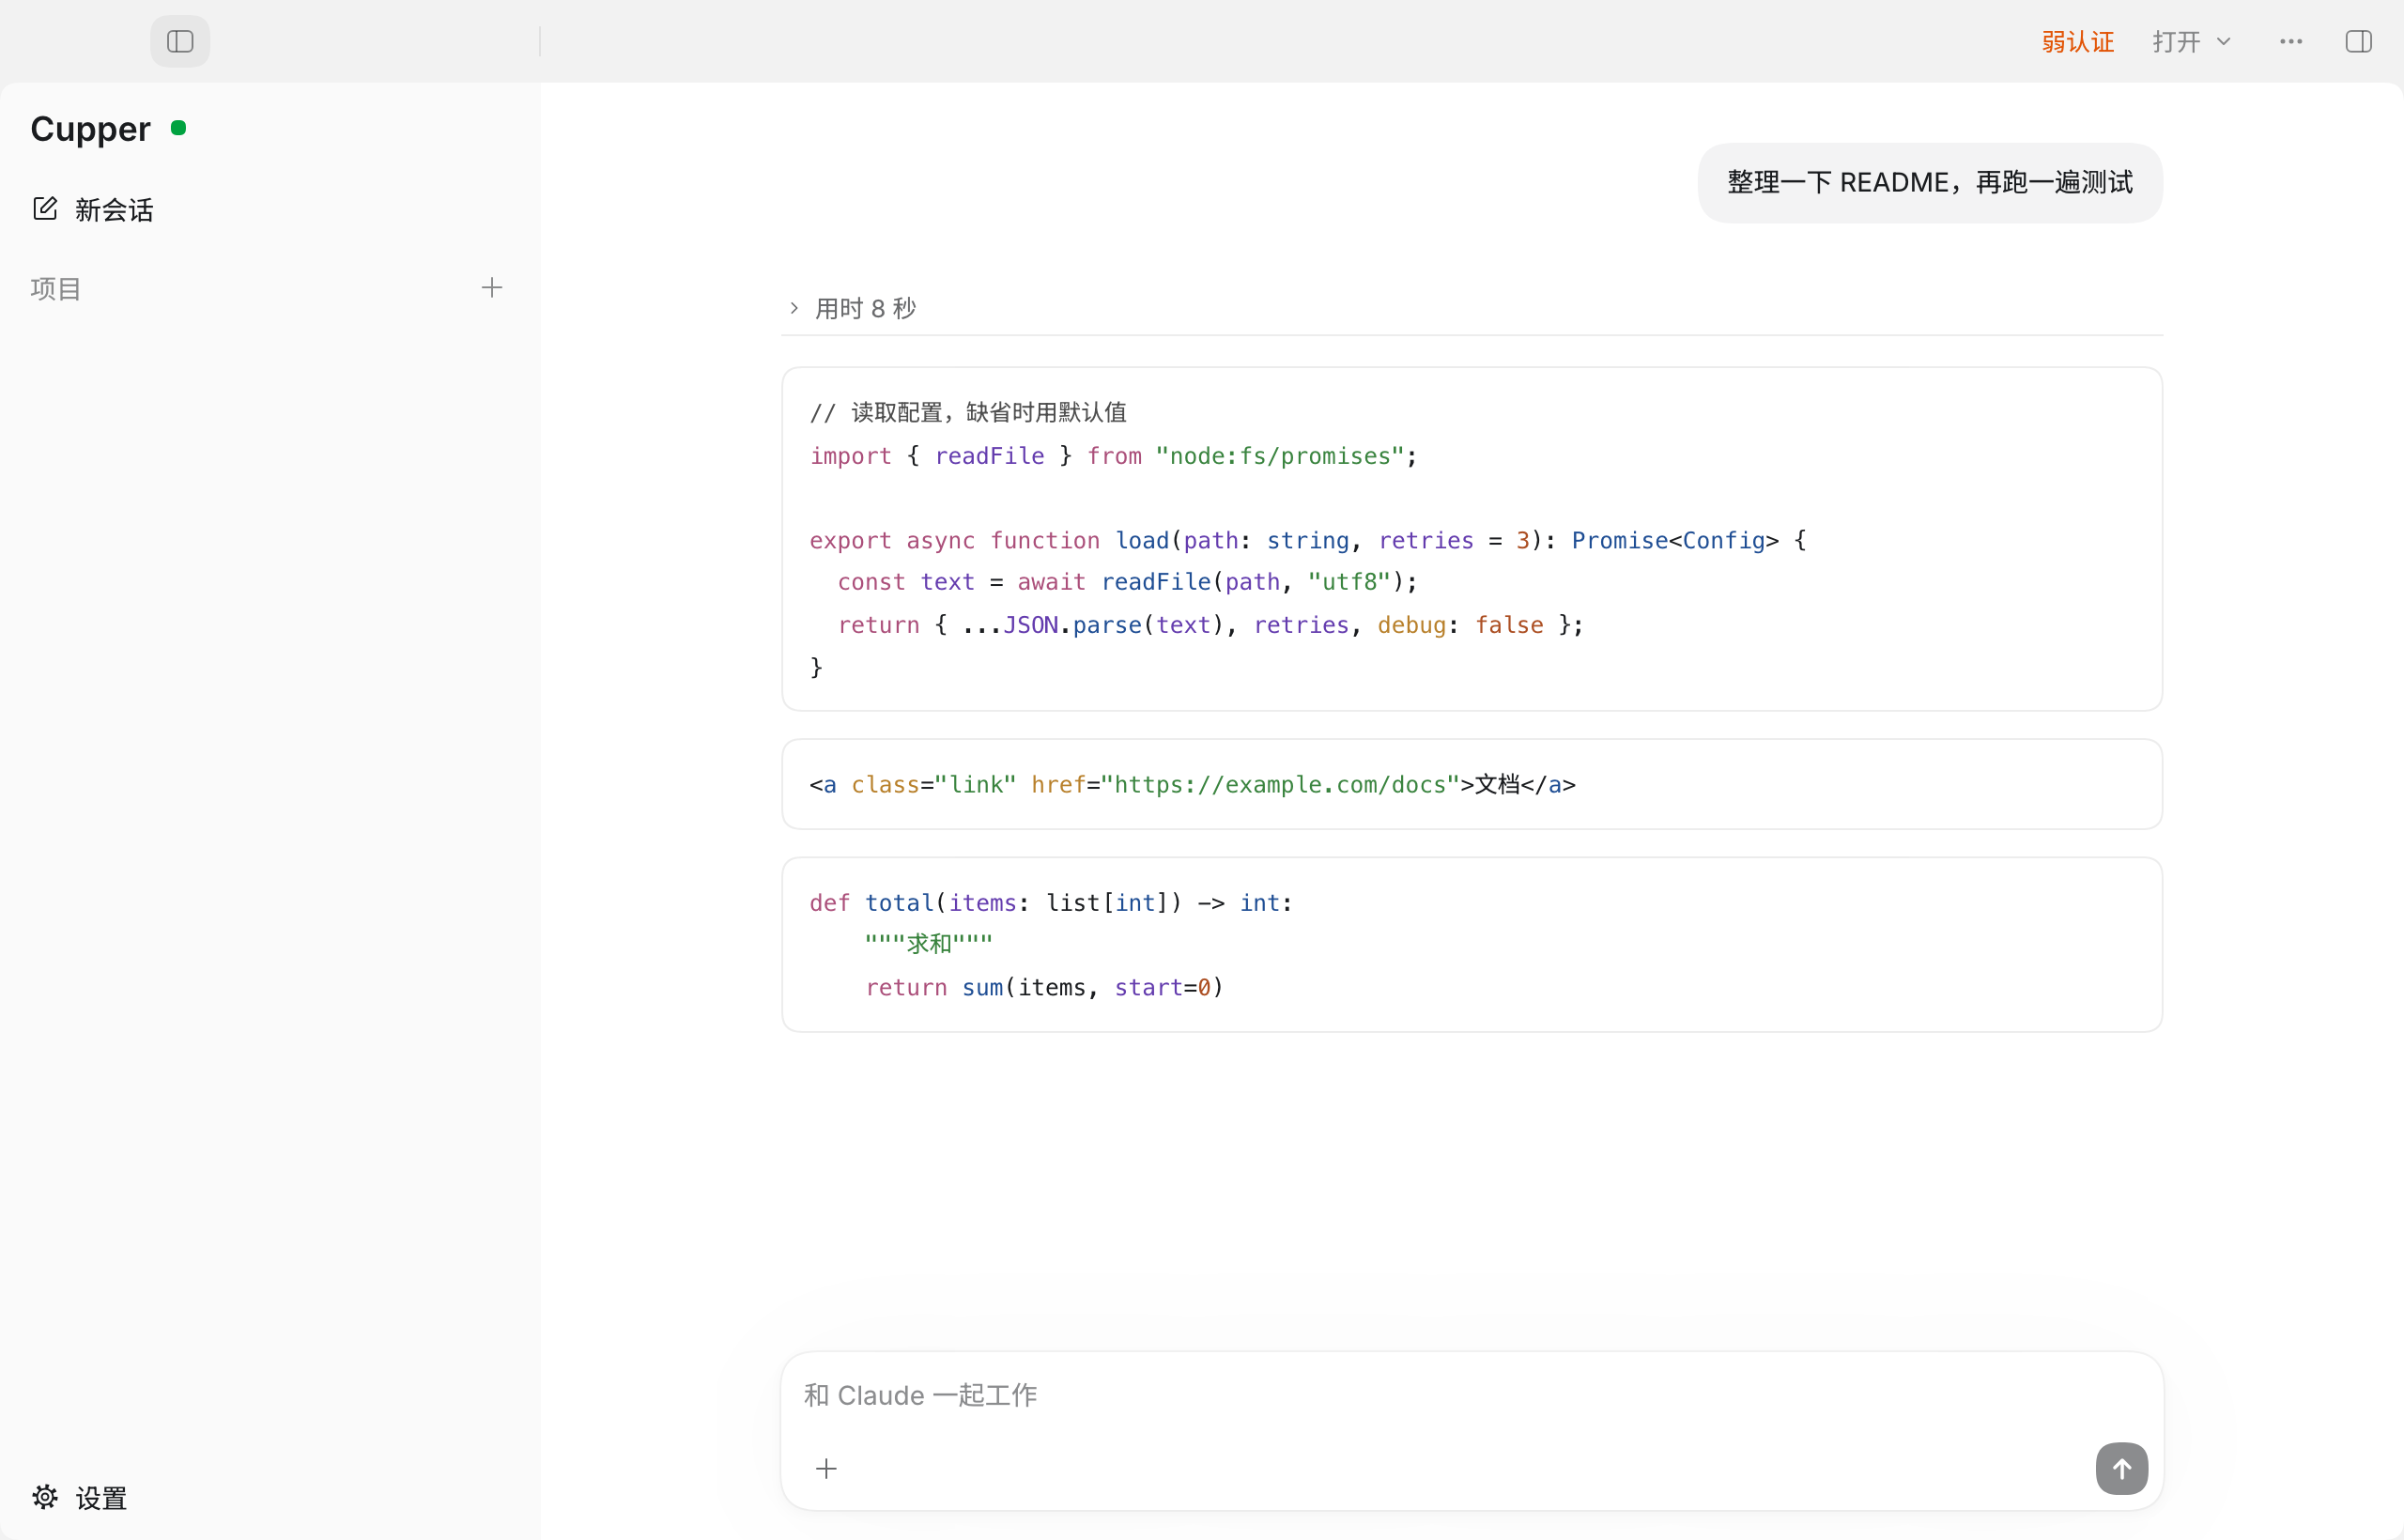 弱认证
打开
Cupper
新会话
项目
整理一下 README，再跑一遍测试
用时 8 秒
// 读取配置，缺省时用默认值
import { readFile } from "node:fs/promises";

export async function load(path: string, retries = 3): Promise<Config> {
  const text = await readFile(path, "utf8");
  return { ...JSON.parse(text), retries, debug: false };
}
<a class="link" href="https://example.com/docs">文档</a>
def total(items: list[int]) -> int:
    """求和"""
    return sum(items, start=0)
和 Claude 一起工作
设置